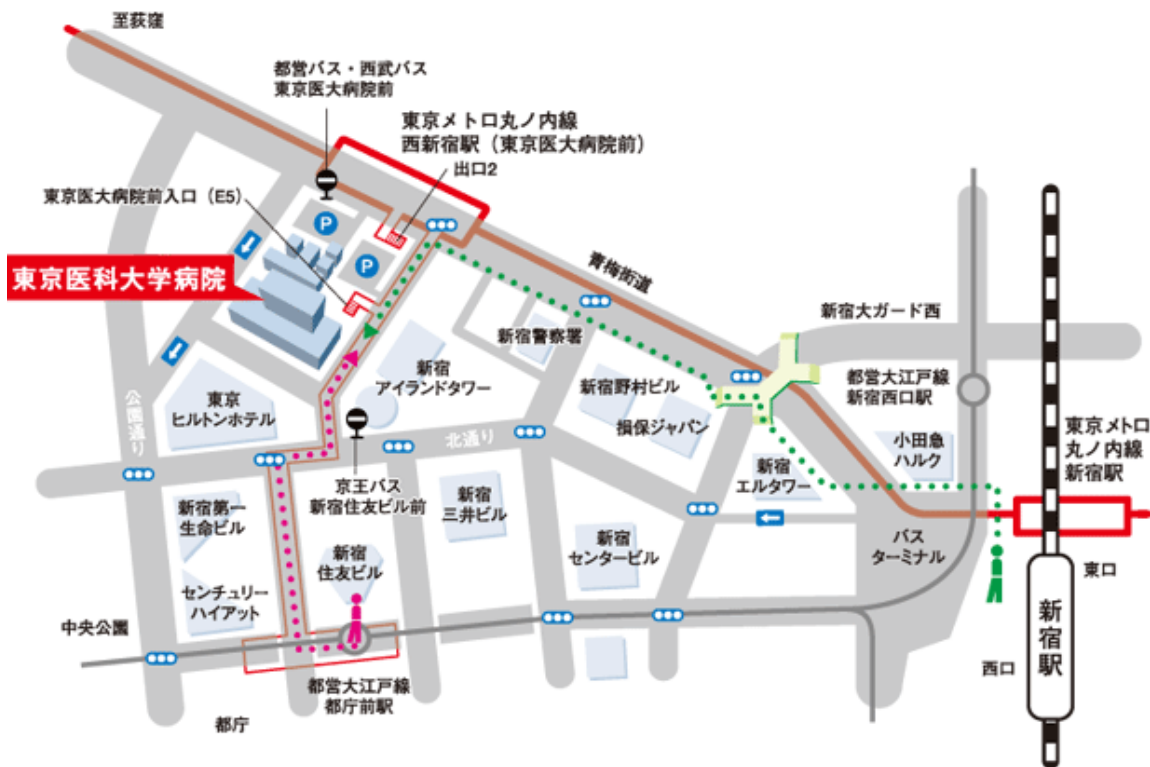 至荻窪
都営バス・西武バス
東京医大病院前
東京メトロ丸ノ内線
西新宿駅（東京医大病院前）
出口2
東京医大病院前入口（E5）
P
P
東京医科大学病院
青梅街道
新宿大ガード西
新宿警察署
新宿
アイランドタワー
新宿野村ビル
都営大江戸線
新宿西口駅
東京
ヒルトンホテル
公園通り
損保ジャパン
北通り
小田急
ハルク
東京メトロ
丸ノ内線
新宿駅
新宿
エルタワー
京王バス
新宿住友ビル前
新宿第一
生命ビル
新宿
三井ビル
新宿
センタービル
バス
ターミナル
新宿
住友ビル
東口
センチュリー
ハイアット
中央公園
新宿駅
西口
都営大江戸線
都庁前駅
都庁